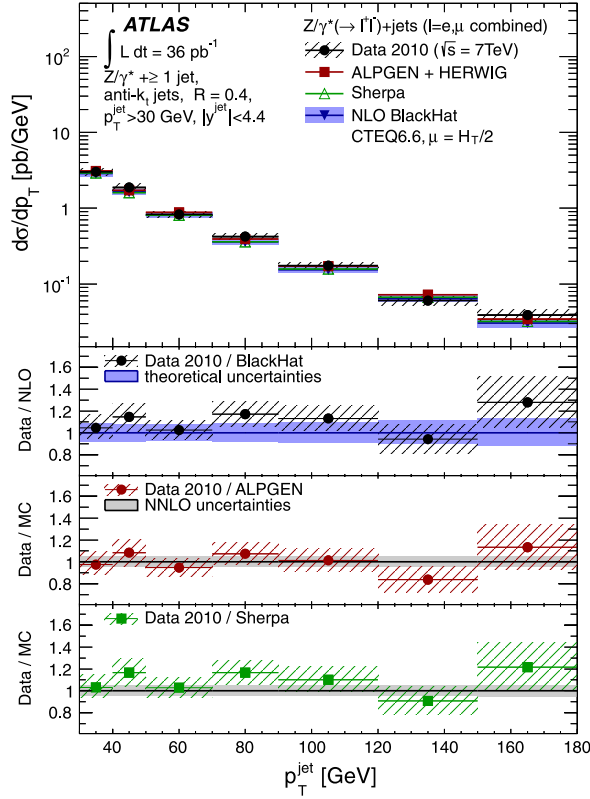 ATLAS
∫ L dt = 36 pb⁻¹
Z/γ* +≥ 1 jet,
anti-kₜ jets, R = 0.4,
p_T^jet >30 GeV, |y^jet|<4.4
Z/γ*(→ l⁺l⁻)+jets (l=e,μ combined)
Data 2010 (√s = 7TeV)
ALPGEN + HERWIG
Sherpa
NLO BlackHat
CTEQ6.6, μ = H_T/2
dσ/dp_T [pb/GeV]
10²
10
1
10⁻¹
Data / NLO
1.6
1.4
1.2
1
0.8
Data 2010 / BlackHat
theoretical uncertainties
Data / MC
1.6
1.4
1.2
1
0.8
Data 2010 / ALPGEN
NNLO uncertainties
Data / MC
1.6
1.4
1.2
1
0.8
Data 2010 / Sherpa
40 60 80 100 120 140 160 180
p_T^jet [GeV]